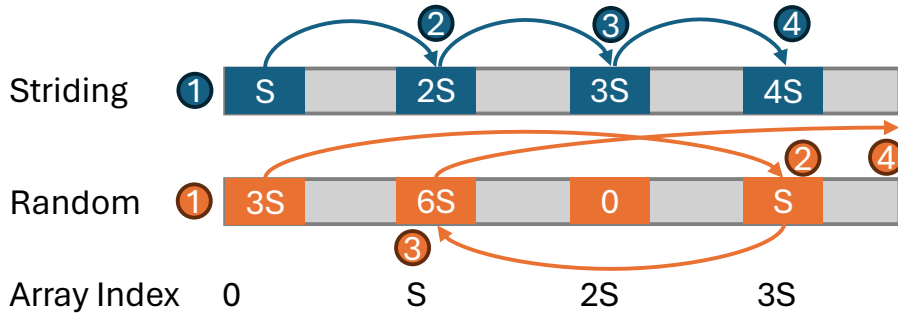 2 3 4
Striding 1 S 2S 3S 4S
2 4
Random 1 3S 6S 0 S
3
Array Index 0 S 2S 3S